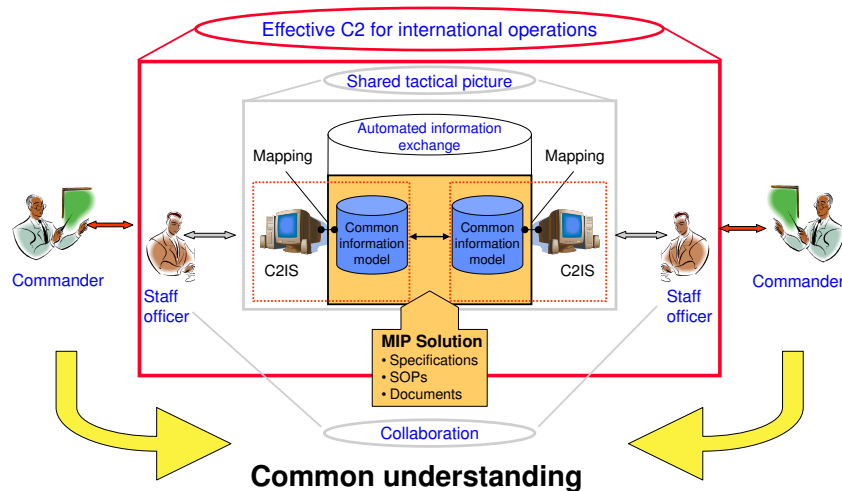 Effective C2 for international operations
Shared tactical picture
Automated information
exchange
Mapping
Mapping
Common
information
model
Common
information
model
C2IS
C2IS
Commander
Staff
officer
Staff
officer
Commander
MIP Solution
• Specifications
• SOPs
• Documents
Collaboration
Common understanding